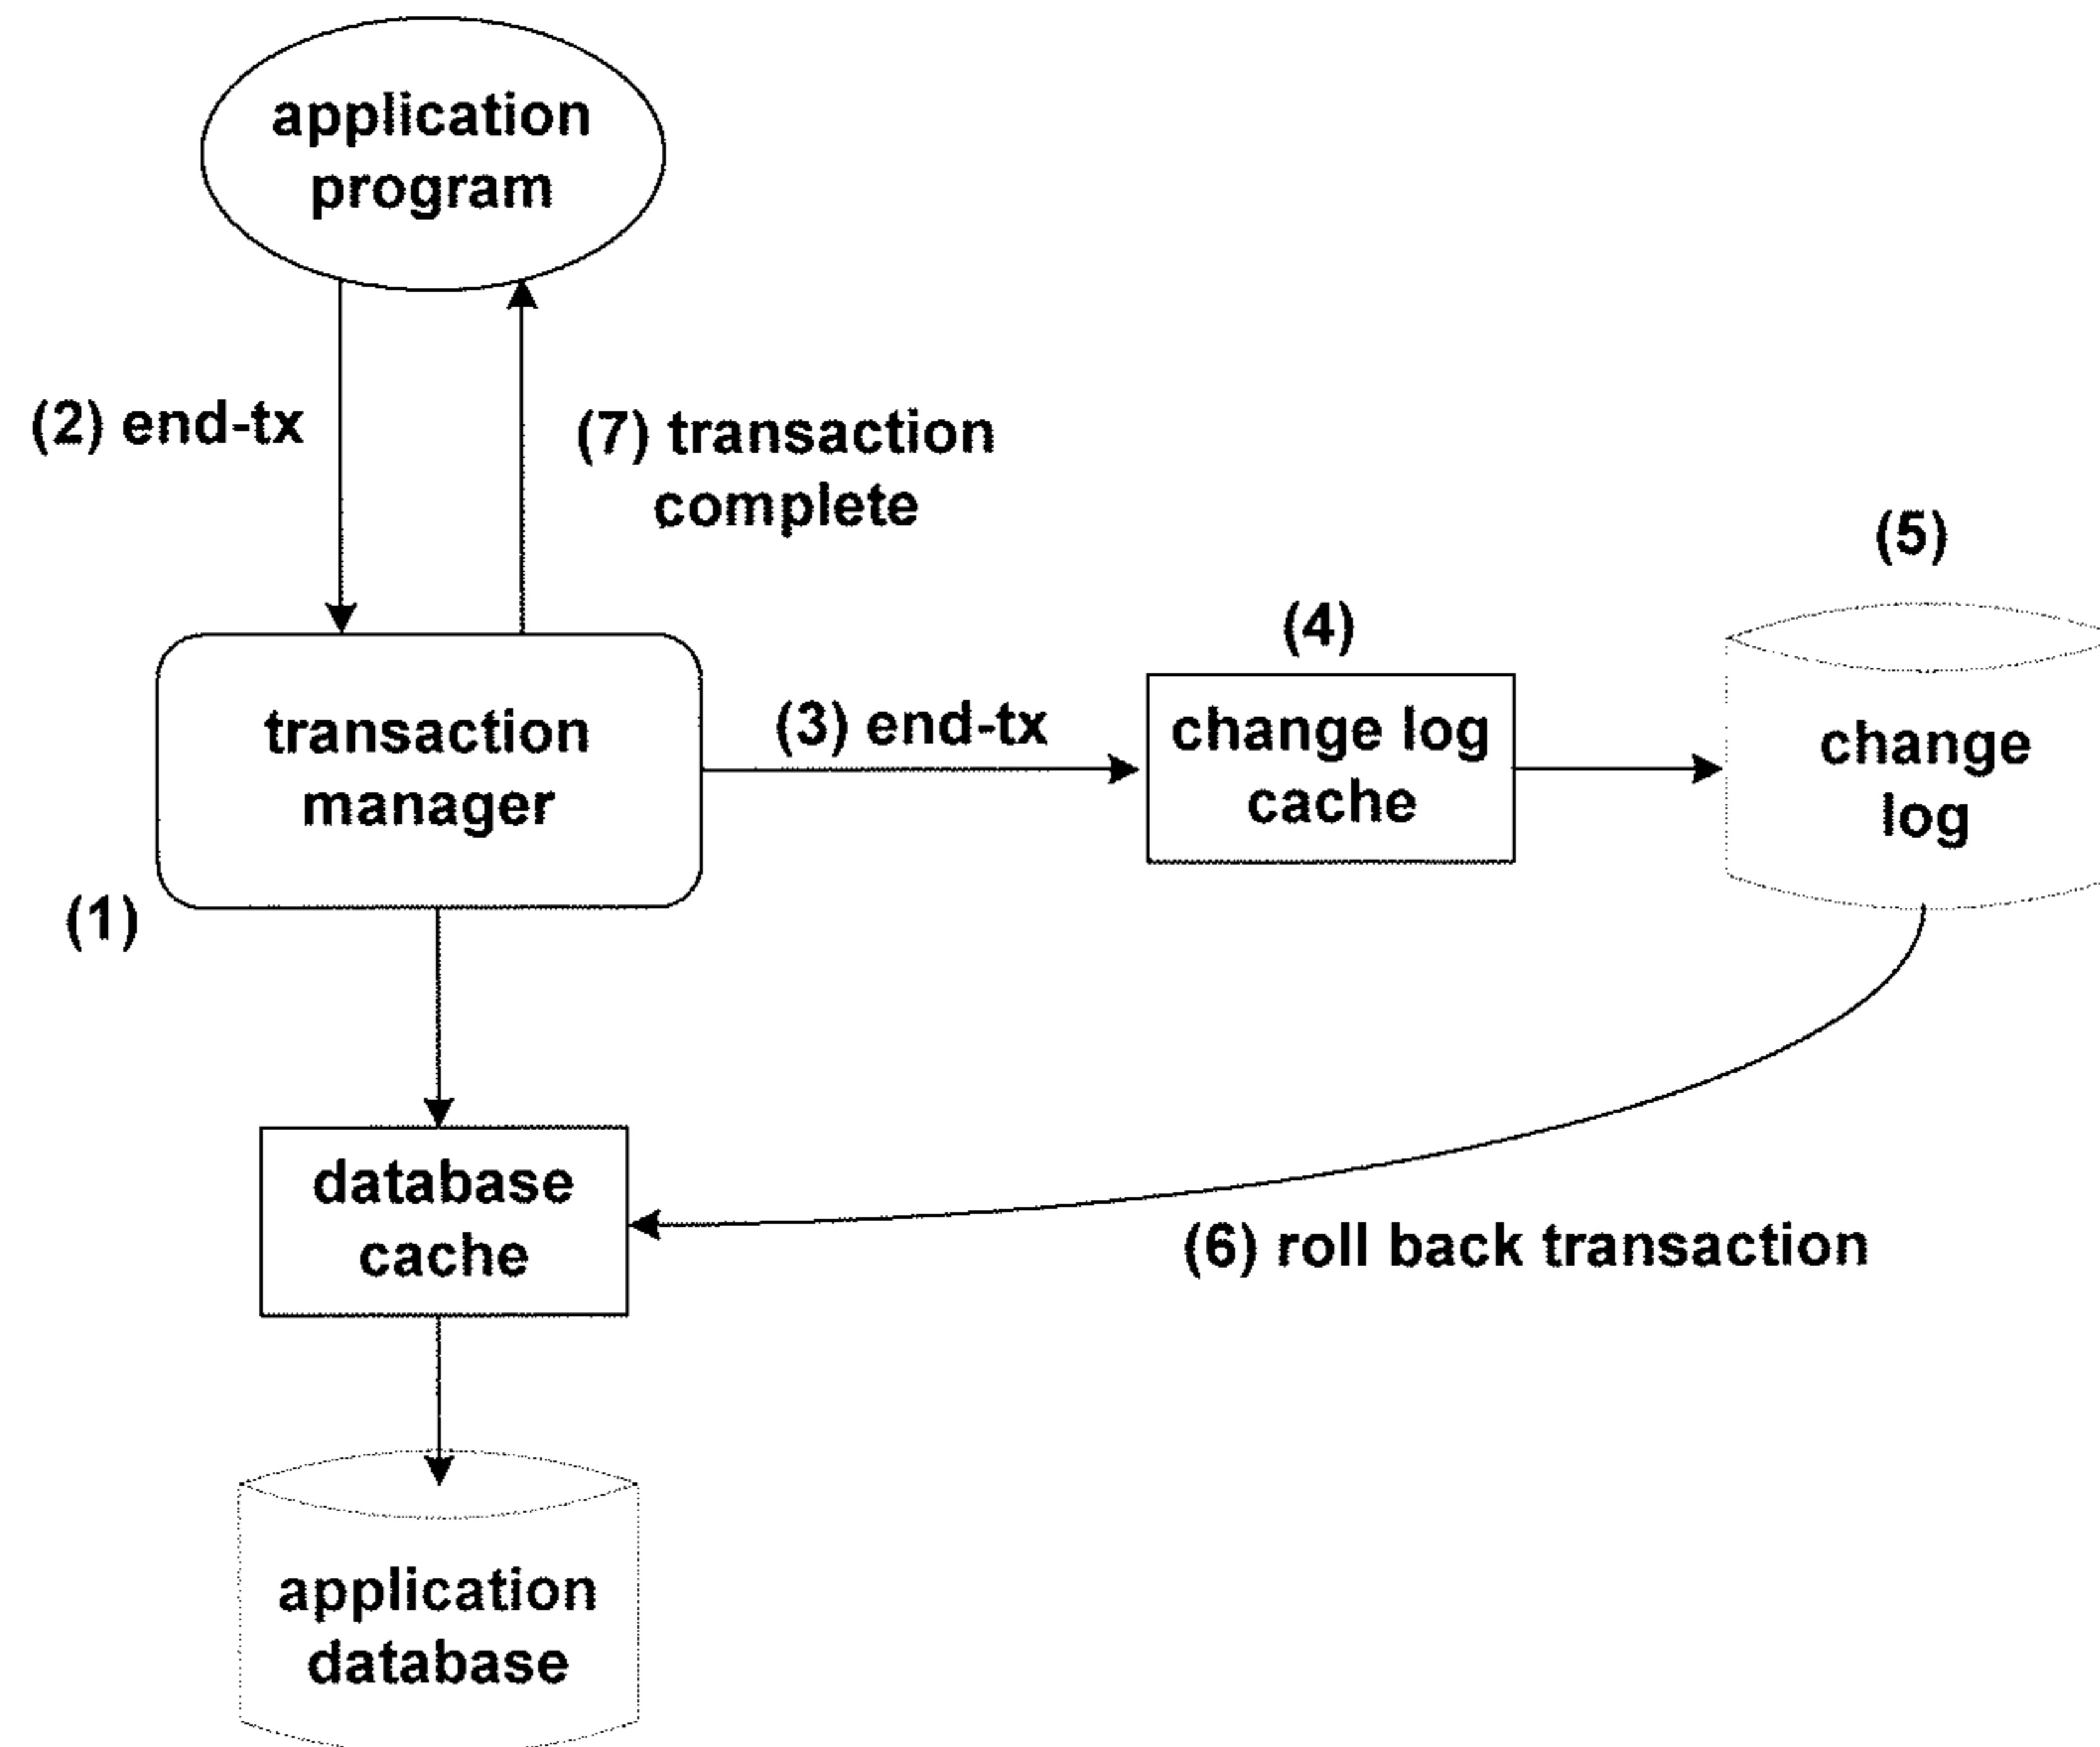 application
program
(2) end-tx
(7) transaction
complete
(5)
(4)
transaction
manager
(3) end-tx
change log
cache
change
log
(1)
database
cache
(6) roll back transaction
application
database